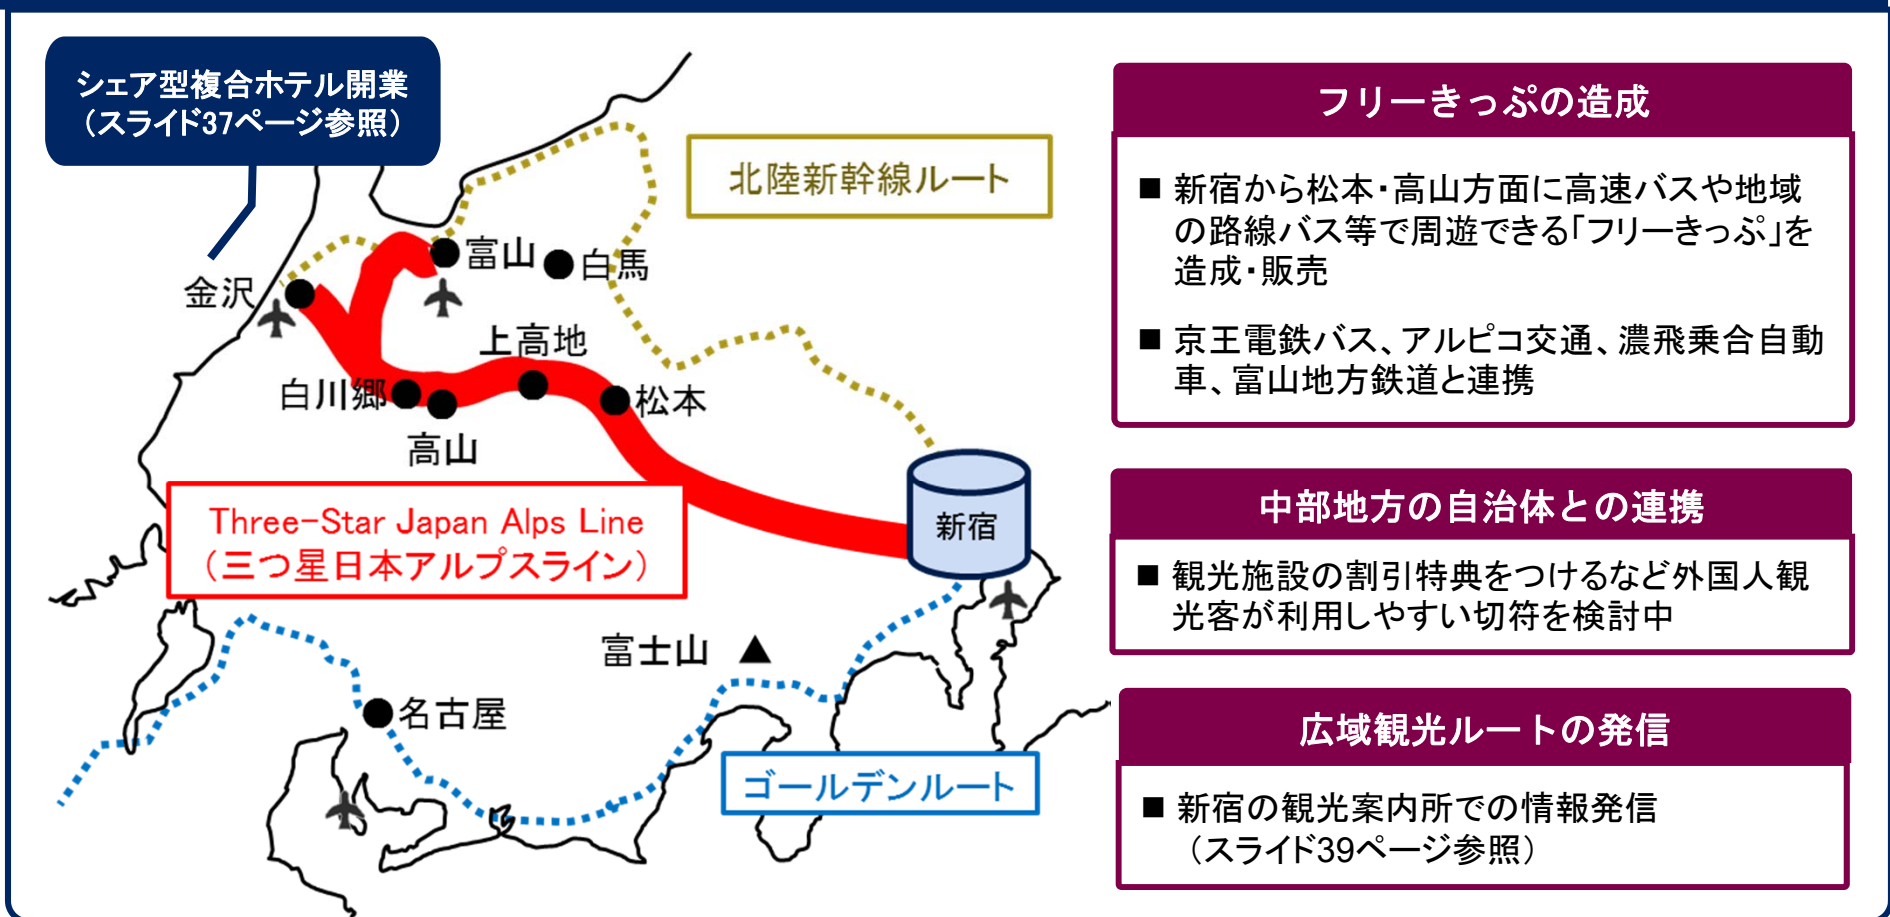 シェア型複合ホテル開業
（スライド37ページ参照）
北陸新幹線ルート
富山
白馬
金沢
上高地
白川郷
松本
高山
Three-Star Japan Alps Line
（三つ星日本アルプスライン）
新宿
富士山
名古屋
ゴールデンルート
フリーきっぷの造成
■ 新宿から松本・高山方面に高速バスや地域
の路線バス等で周遊できる「フリーきっぷ」を
造成・販売
■ 京王電鉄バス、アルピコ交通、濃飛乗合自動
車、富山地方鉄道と連携
中部地方の自治体との連携
■ 観光施設の割引特典をつけるなど外国人観
光客が利用しやすい切符を検討中
広域観光ルートの発信
■ 新宿の観光案内所での情報発信
（スライド39ページ参照）